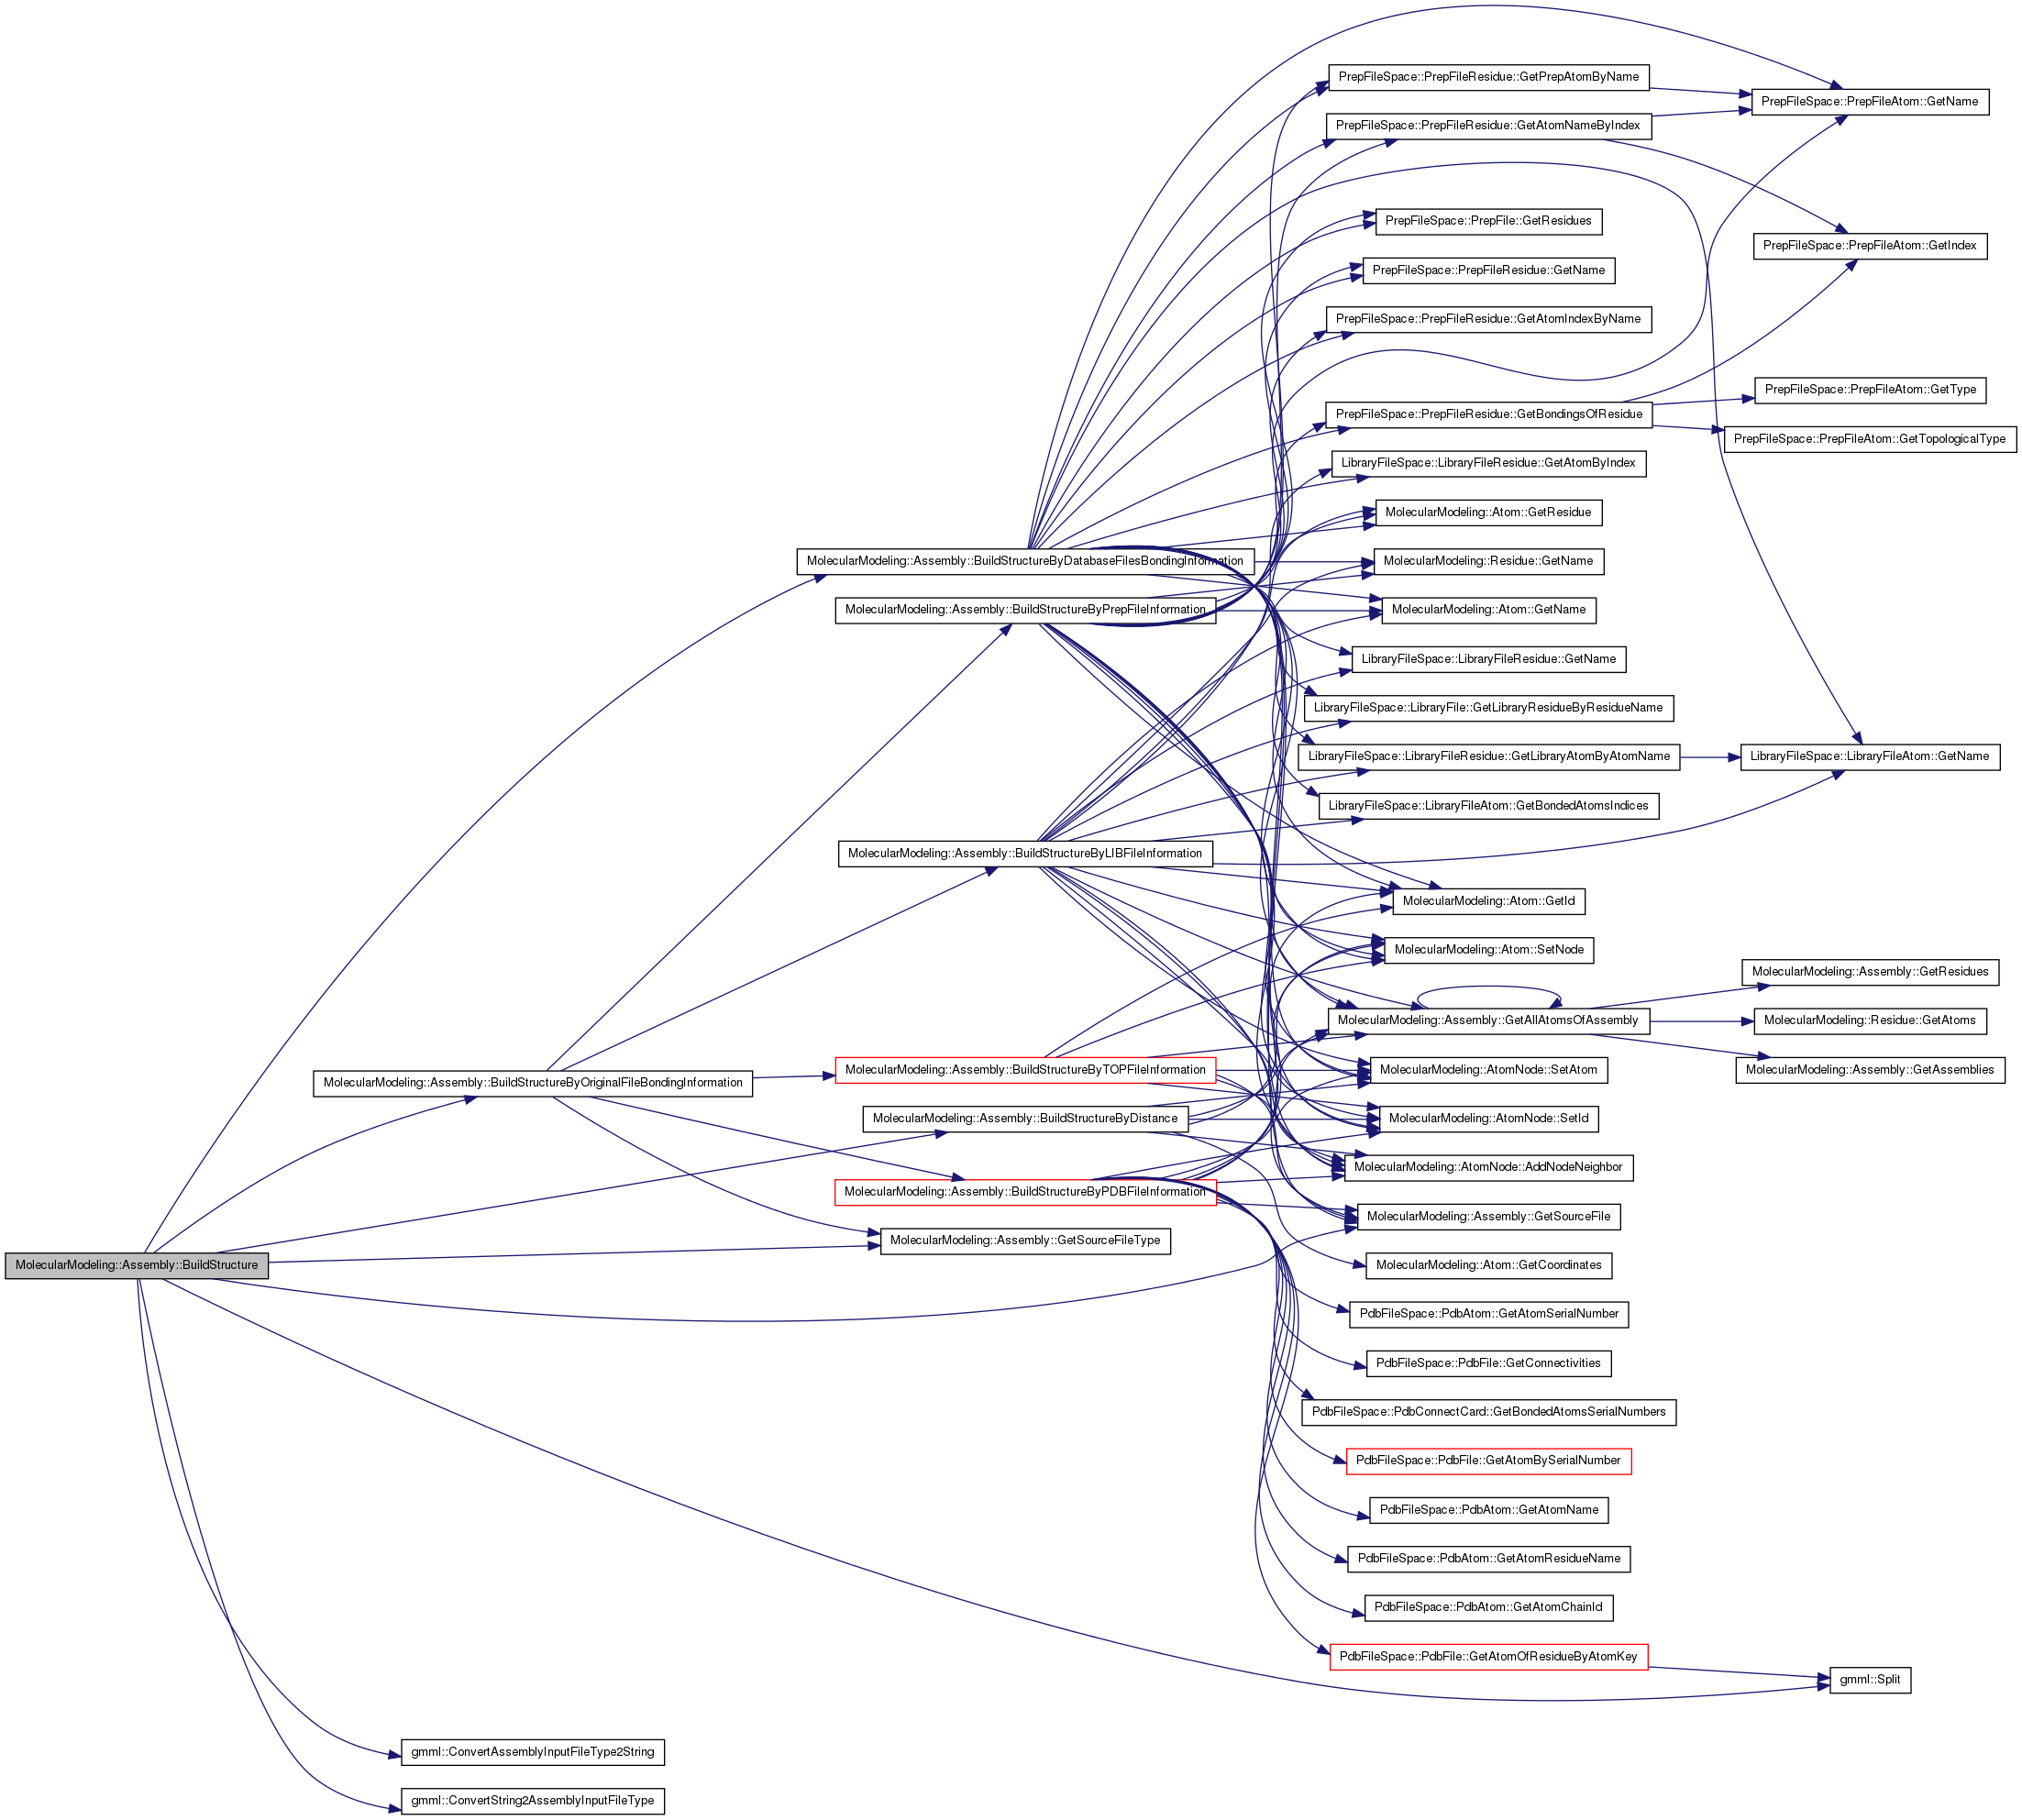 MolecularModeling::Assembly::BuildStructure
MolecularModeling::Assembly::BuildStructureByOriginalFileBondingInformation
gmml::ConvertAssemblyInputFileType2String
gmml::ConvertString2AssemblyInputFileType
MolecularModeling::Assembly::BuildStructureByDatabaseFilesBondingInformation
MolecularModeling::Assembly::BuildStructureByPrepFileInformation
MolecularModeling::Assembly::BuildStructureByLIBFileInformation
MolecularModeling::Assembly::BuildStructureByTOPFileInformation
MolecularModeling::Assembly::BuildStructureByDistance
MolecularModeling::Assembly::BuildStructureByPDBFileInformation
MolecularModeling::Assembly::GetSourceFileType
PrepFileSpace::PrepFileResidue::GetPrepAtomByName
PrepFileSpace::PrepFileResidue::GetAtomNameByIndex
PrepFileSpace::PrepFile::GetResidues
PrepFileSpace::PrepFileResidue::GetName
PrepFileSpace::PrepFileResidue::GetAtomIndexByName
PrepFileSpace::PrepFileResidue::GetBondingsOfResidue
LibraryFileSpace::LibraryFileResidue::GetAtomByIndex
MolecularModeling::Atom::GetResidue
MolecularModeling::Residue::GetName
MolecularModeling::Atom::GetName
LibraryFileSpace::LibraryFileResidue::GetName
LibraryFileSpace::LibraryFile::GetLibraryResidueByResidueName
LibraryFileSpace::LibraryFileResidue::GetLibraryAtomByAtomName
LibraryFileSpace::LibraryFileAtom::GetBondedAtomsIndices
MolecularModeling::Atom::GetId
MolecularModeling::Atom::SetNode
MolecularModeling::Assembly::GetAllAtomsOfAssembly
MolecularModeling::AtomNode::SetAtom
MolecularModeling::AtomNode::SetId
MolecularModeling::AtomNode::AddNodeNeighbor
MolecularModeling::Assembly::GetSourceFile
MolecularModeling::Atom::GetCoordinates
PdbFileSpace::PdbAtom::GetAtomSerialNumber
PdbFileSpace::PdbFile::GetConnectivities
PdbFileSpace::PdbConnectCard::GetBondedAtomsSerialNumbers
PdbFileSpace::PdbFile::GetAtomBySerialNumber
PdbFileSpace::PdbAtom::GetAtomName
PdbFileSpace::PdbAtom::GetAtomResidueName
PdbFileSpace::PdbAtom::GetAtomChainId
PdbFileSpace::PdbFile::GetAtomOfResidueByAtomKey
PrepFileSpace::PrepFileAtom::GetName
PrepFileSpace::PrepFileAtom::GetIndex
PrepFileSpace::PrepFileAtom::GetType
PrepFileSpace::PrepFileAtom::GetTopologicalType
LibraryFileSpace::LibraryFileAtom::GetName
MolecularModeling::Assembly::GetResidues
MolecularModeling::Residue::GetAtoms
MolecularModeling::Assembly::GetAssemblies
gmml::Split